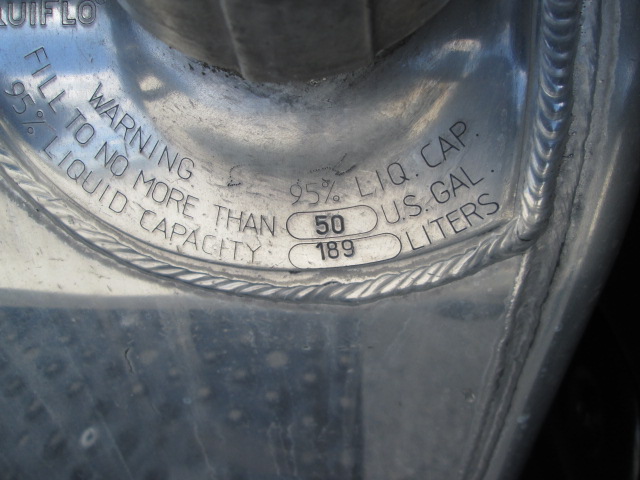 WARNING
FILL TO NO MORE THAN
95% LIQUID CAPACITY
95% LIQ. CAP.
50 U.S. GAL.
189 LITERS